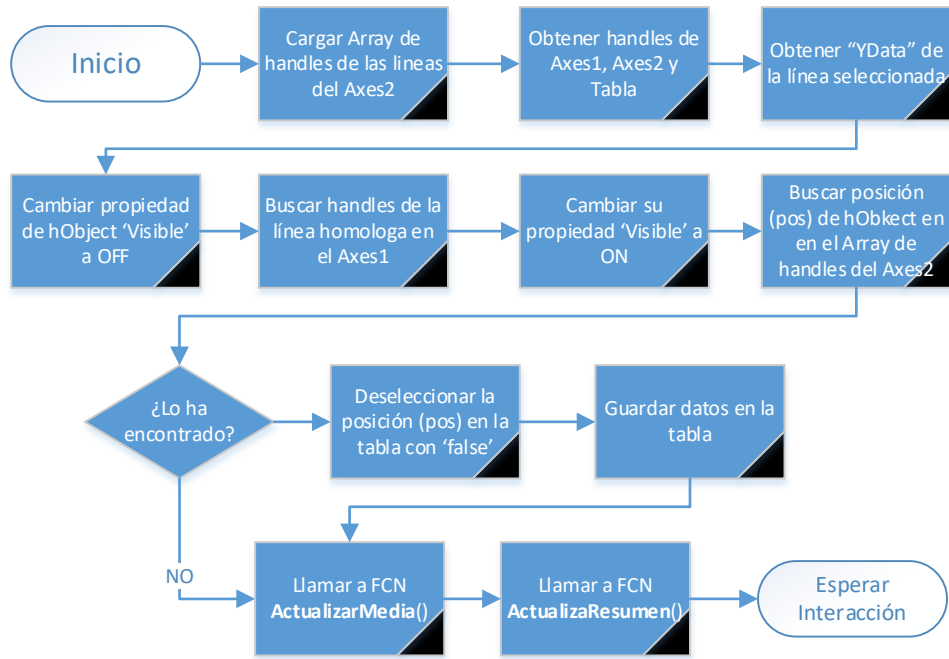 Inicio
Cargar Array de
handles de las lineas
del Axes2
Obtener handles de
Axes1, Axes2 y
Tabla
Obtener “YData” de
la línea seleccionada
Cambiar propiedad
de hObject ‘Visible’
a OFF
Buscar handles de la
línea homologa en
el Axes1
Cambiar su
propiedad ‘Visible’ a
ON
Buscar posición
(pos) de hObkect en
en el Array de
handles del Axes2
¿Lo ha
encontrado?
Deseleccionar la
posición (pos) en la
tabla con ‘false’
Guardar datos en la
tabla
NO
Llamar a FCN
ActualizarMedia()
Llamar a FCN
ActualizaResumen()
Esperar
Interacción